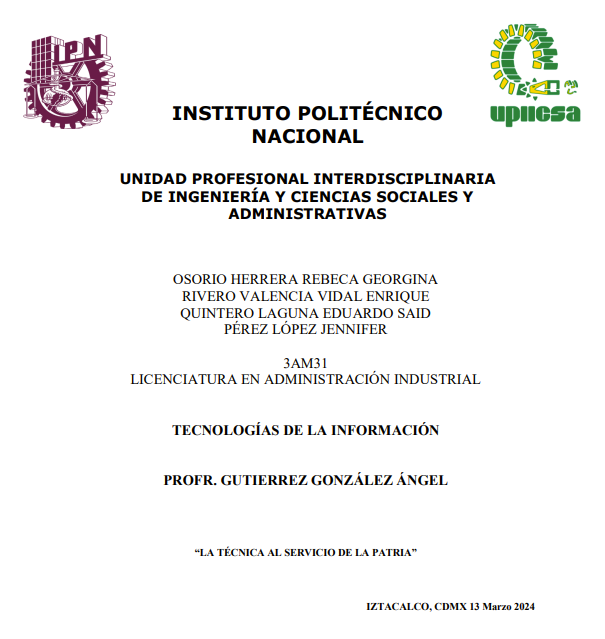 IPN
upiicsa
INSTITUTO POLITÉCNICO
NACIONAL
UNIDAD PROFESIONAL INTERDISCIPLINARIA
DE INGENIERÍA Y CIENCIAS SOCIALES Y
ADMINISTRATIVAS
OSORIO HERRERA REBECA GEORGINA
RIVERO VALENCIA VIDAL ENRIQUE
QUINTERO LAGUNA EDUARDO SAID
PÉREZ LÓPEZ JENNIFER
3AM31
LICENCIATURA EN ADMINISTRACIÓN INDUSTRIAL
TECNOLOGÍAS DE LA INFORMACIÓN
PROFR. GUTIERREZ GONZÁLEZ ÁNGEL
“LA TÉCNICA AL SERVICIO DE LA PATRIA”
IZTACALCO, CDMX 13 Marzo 2024